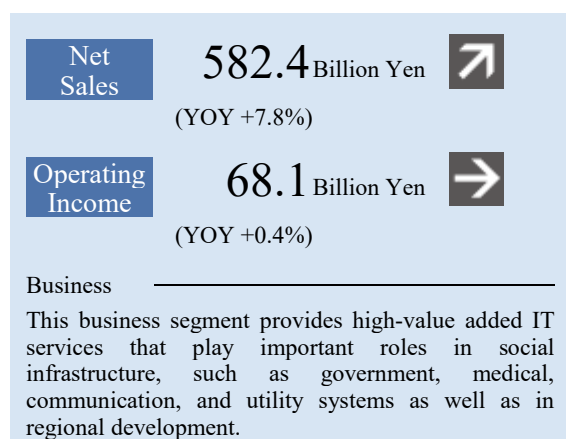 Net
Sales
582.4 Billion Yen
(YOY +7.8%)
Operating
Income
68.1 Billion Yen
(YOY +0.4%)
Business
This business segment provides high-value added IT
services that play important roles in social
infrastructure, such as government, medical,
communication, and utility systems as well as in
regional development.